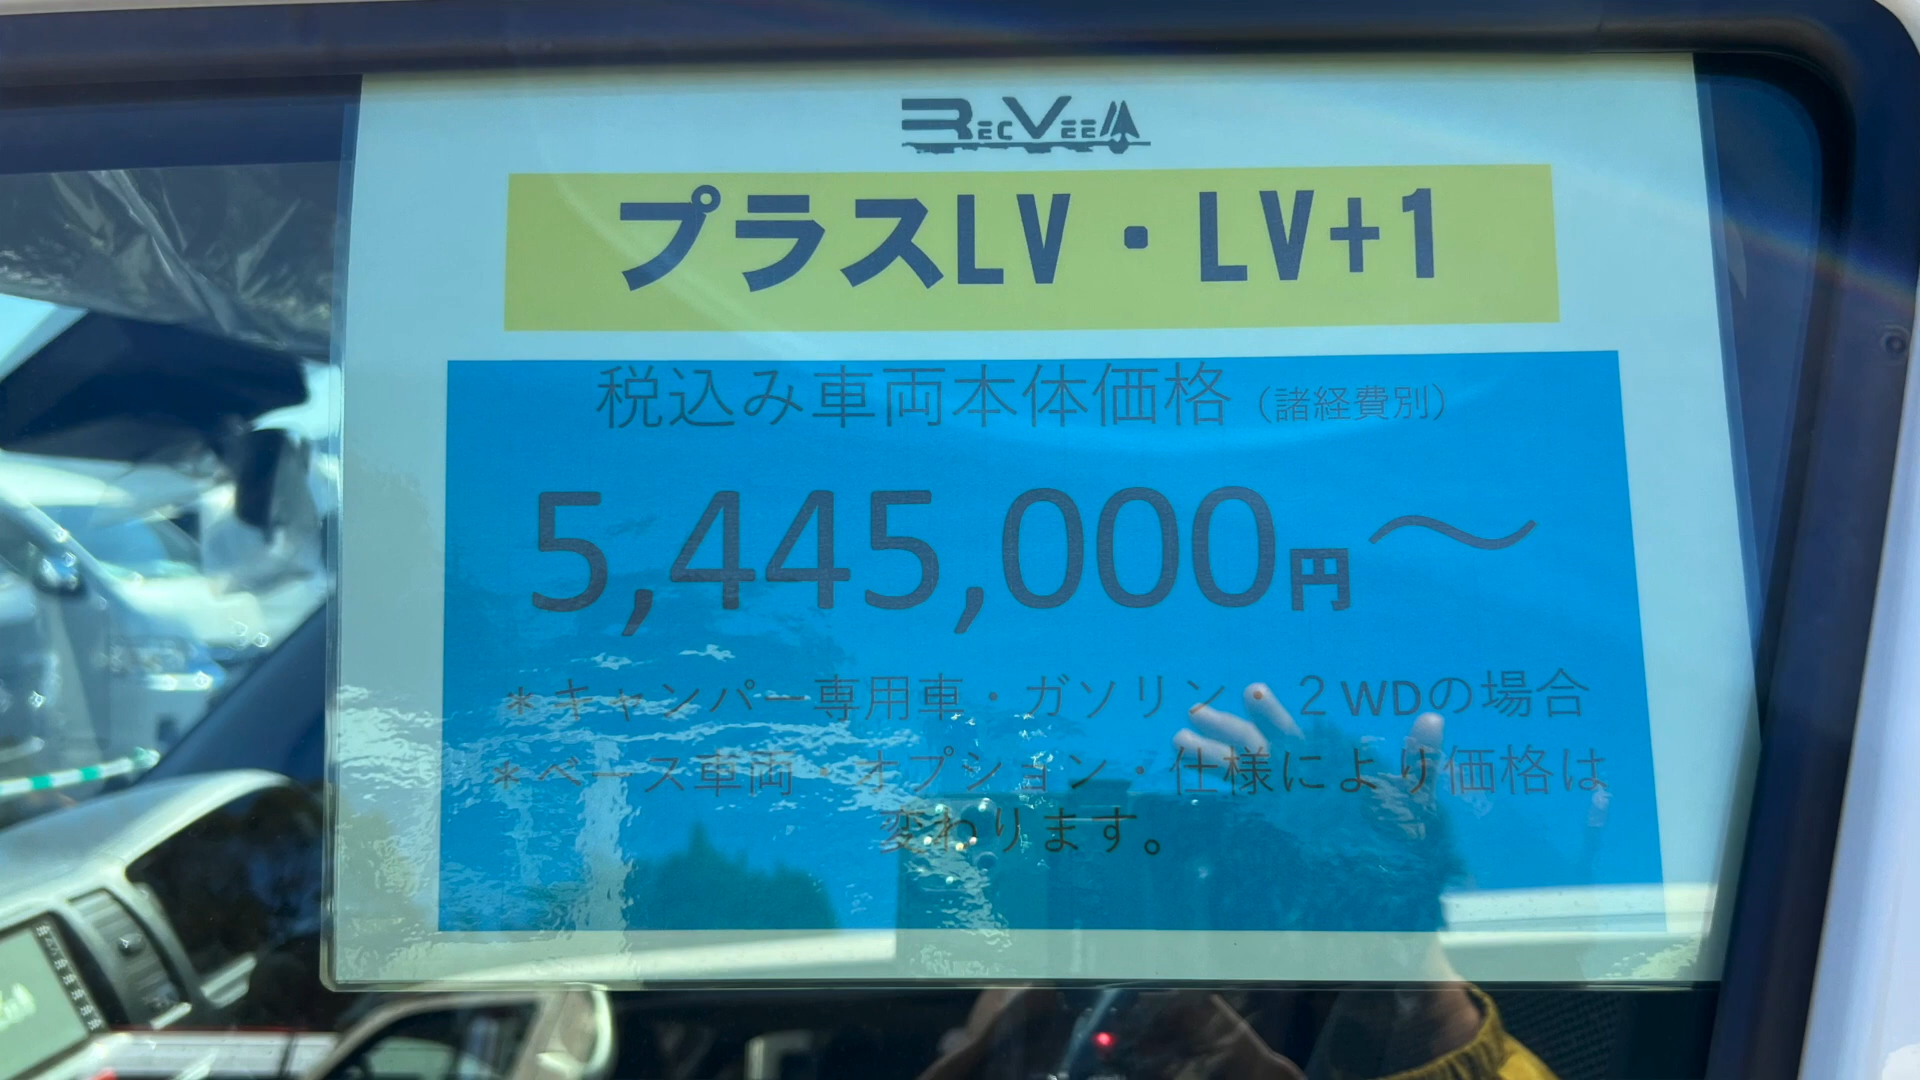 RECVEE
プラスLV・LV+1
税込み車両本体価格（諸経費別）
5,445,000円～
＊キャンパー専用車・ガソリン・２WDの場合
＊ベース車両・オプション・仕様により価格は
変わります。